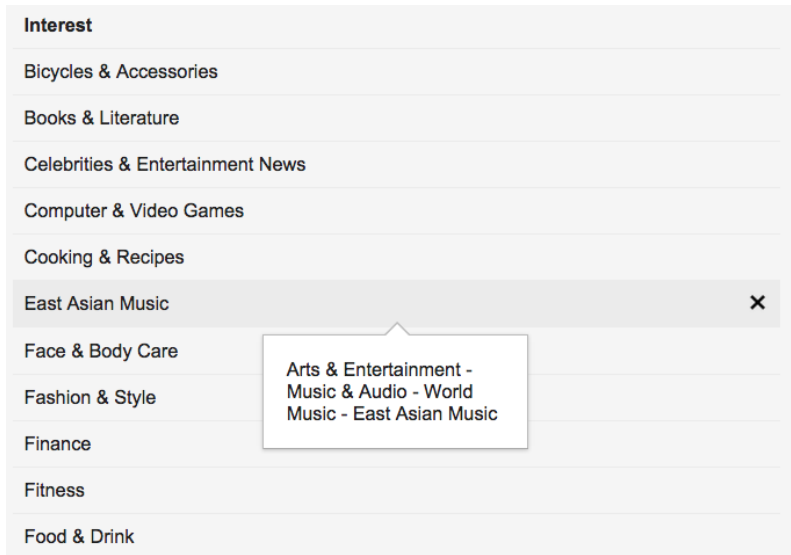 Interest
Bicycles & Accessories
Books & Literature
Celebrities & Entertainment News
Computer & Video Games
Cooking & Recipes
East Asian Music
Face & Body Care
Arts & Entertainment -
Music & Audio - World
Music - East Asian Music
Fashion & Style
Finance
Fitness
Food & Drink